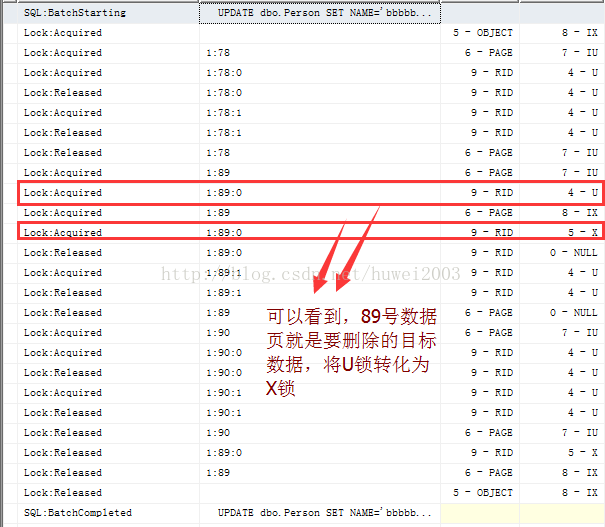 SQL:BatchStarting UPDATE dbo.Person SET NAME='bbbbb...
Lock:Acquired 5 - OBJECT 8 - IX
Lock:Acquired 1:78 6 - PAGE 7 - IU
Lock:Acquired 1:78:0 9 - RID 4 - U
Lock:Released 1:78:0 9 - RID 4 - U
Lock:Acquired 1:78:1 9 - RID 4 - U
Lock:Released 1:78:1 9 - RID 4 - U
Lock:Released 1:78 6 - PAGE 7 - IU
Lock:Acquired 1:89 6 - PAGE 7 - IU
Lock:Acquired 1:89:0 9 - RID 4 - U
Lock:Acquired 1:89 6 - PAGE 8 - IX
Lock:Acquired 1:89:0 9 - RID 5 - X
Lock:Released 1:89:0 9 - RID 0 - NULL
Lock:Acquired 1:89:1 9 - RID 4 - U
http://blog.csdn.net/huwei2003
Lock:Released 1:89:1 9 - RID 4 - U
Lock:Released 1:89 6 - PAGE 0 - NULL
Lock:Acquired 1:90 6 - PAGE 7 - IU
Lock:Acquired 1:90:0 9 - RID 4 - U
Lock:Released 1:90:0 9 - RID 4 - U
Lock:Acquired 1:90:1 9 - RID 4 - U
Lock:Released 1:90:1 9 - RID 4 - U
Lock:Released 1:90 6 - PAGE 7 - IU
Lock:Released 1:89:0 9 - RID 5 - X
Lock:Released 1:89 6 - PAGE 8 - IX
Lock:Released 5 - OBJECT 8 - IX
SQL:BatchCompleted UPDATE dbo.Person SET NAME='bbbbb...
可以看到，89号数据
页就是要删除的目标
数据，将U锁转化为
X锁